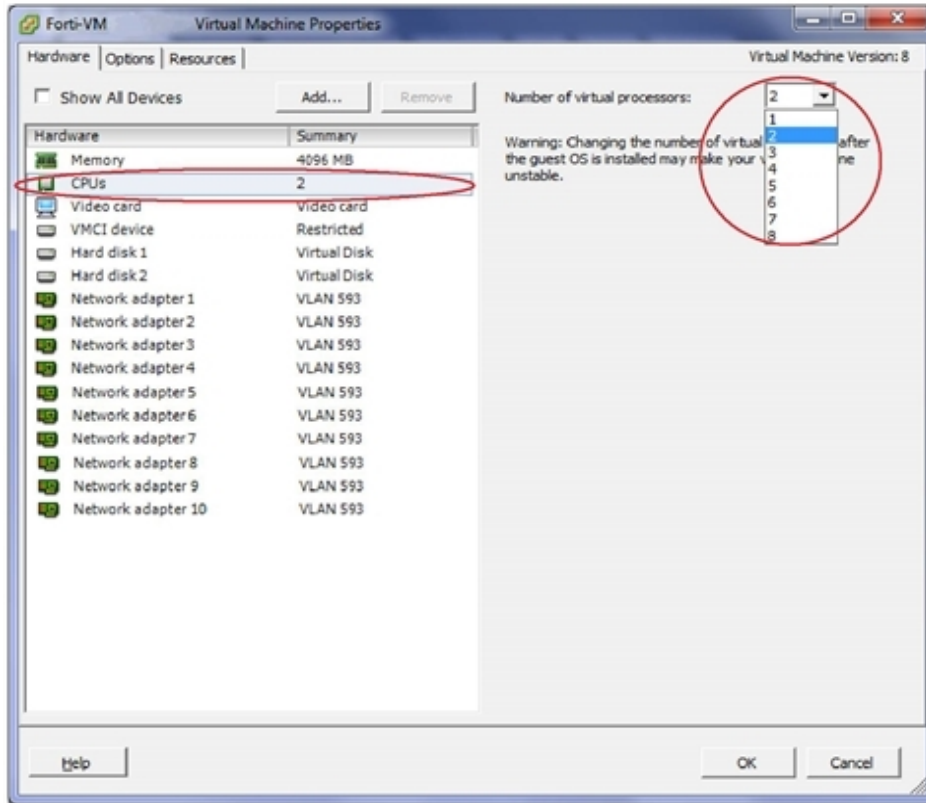 Forti-VM Virtual Machine Properties
Hardware Options Resources Virtual Machine Version: 8
Show All Devices Add... Remove
Hardware Summary
Memory 4096 MB
CPUs 2
Video card Video card
VMCI device Restricted
Hard disk 1 Virtual Disk
Hard disk 2 Virtual Disk
Network adapter 1 VLAN 593
Network adapter 2 VLAN 593
Network adapter 3 VLAN 593
Network adapter 4 VLAN 593
Network adapter 5 VLAN 593
Network adapter 6 VLAN 593
Network adapter 7 VLAN 593
Network adapter 8 VLAN 593
Network adapter 9 VLAN 593
Network adapter 10 VLAN 593
Number of virtual processors: 2
1
2
3
4
5
6
7
8
Warning: Changing the number of virtual after
the guest OS is installed may make your
unstable.
Help OK Cancel